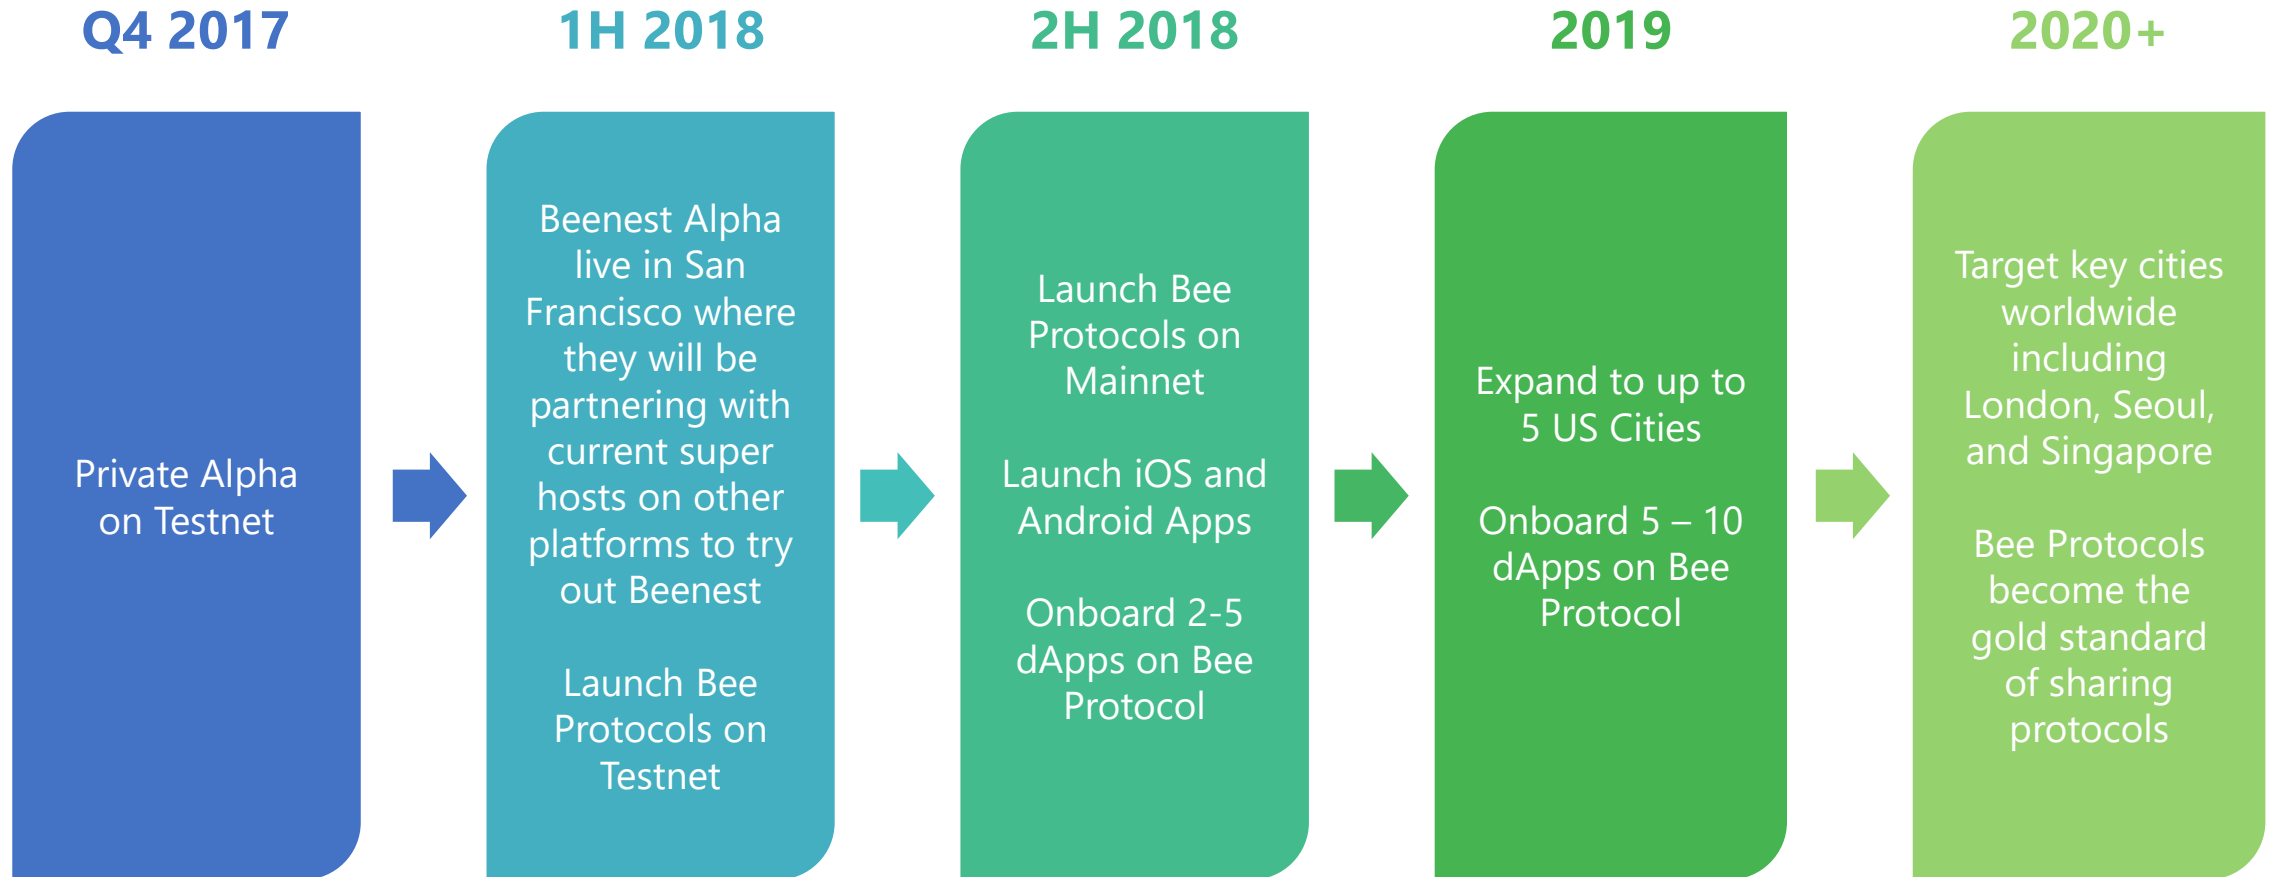 Q4 2017
1H 2018
2H 2018
2019
2020+
Private Alpha
on Testnet
Beenest Alpha
live in San
Francisco where
they will be
partnering with
current super
hosts on other
platforms to try
out Beenest
Launch Bee
Protocols on
Testnet
Launch Bee
Protocols on
Mainnet
Launch iOS and
Android Apps
Onboard 2-5
dApps on Bee
Protocol
Expand to up to
5 US Cities
Onboard 5 – 10
dApps on Bee
Protocol
Target key cities
worldwide
including
London, Seoul,
and Singapore
Bee Protocols
become the
gold standard
of sharing
protocols